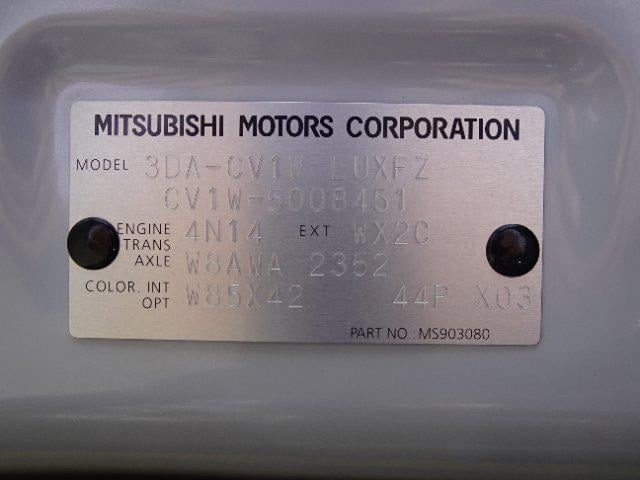 MITSUBISHI MOTORS CORPORATION
MODEL 3DA-CV1W LUXFZ
CV1W-5008451
ENGINE 4N14 EXT WX2C
TRANS
AXLE W8AWA 2352
COLOR. INT
OPT W85X42 44P X03
PART NO.: MS903080